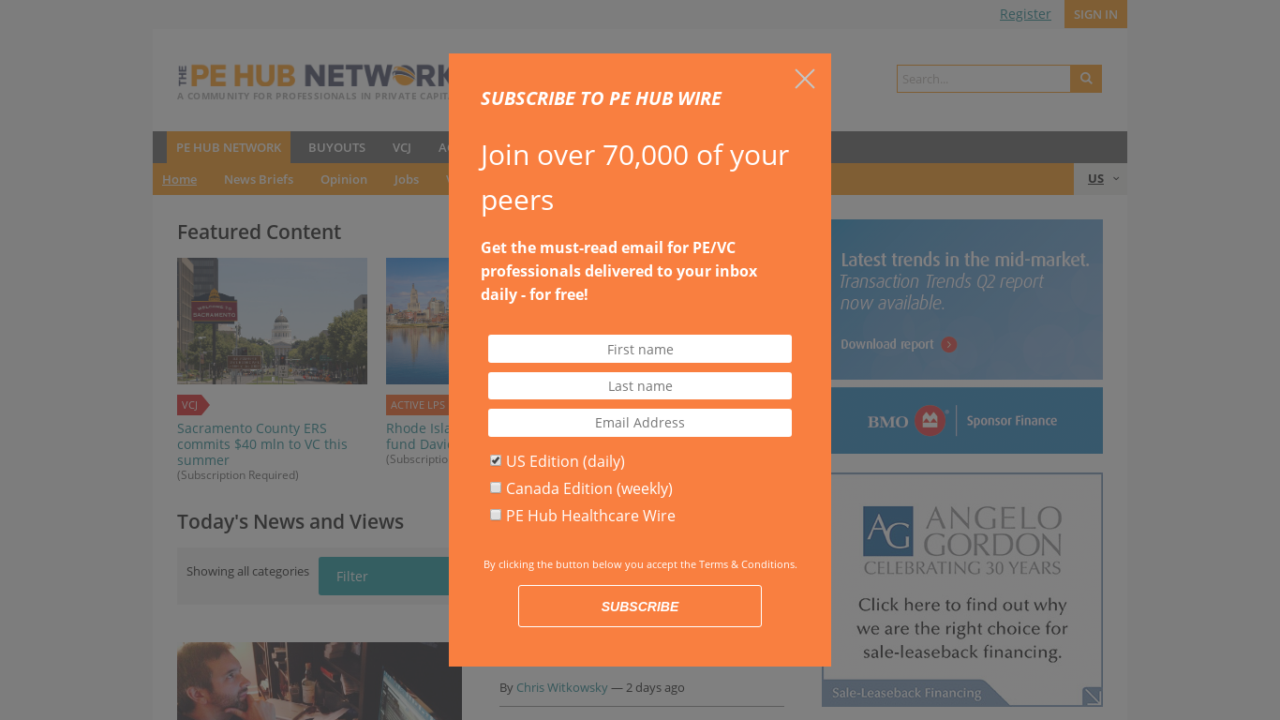 Register
SIGN IN
THE PE HUB NETWORK
A COMMUNITY FOR PROFESSIONALS IN PRIVATE
Search...
PE HUB NETWORK
BUYOUTS
VCJ
Home
News Briefs
Opinion
Jobs
US
SUBSCRIBE TO PE HUB WIRE
Join over 70,000 of your
peers
Get the must-read email for PE/VC
professionals delivered to your inbox
daily - for free!
First name
Last name
Email Address
US Edition (daily)
Canada Edition (weekly)
PE Hub Healthcare Wire
By clicking the button below you accept the Terms & Conditions.
SUBSCRIBE
Featured Content
WELCOME TO
SACRAMENTO
VCJ
Sacramento County ERS
commits $40 mln to VC this
summer
(Subscription Required)
ACTIVE LPS
Rhode
fund
Today's News and Views
Showing all categories
Filter
By Chris Witkowsky — 2 days ago
Latest trends in the mid-market.
Transaction Trends Q2 report
now available.
Download report
BMO Sponsor Finance
AG ANGELO
GORDON
CELEBRATING 30 YEARS
Click here to find out why
we are the right choice for
sale-leaseback financing.
Sale-Leaseback Financing